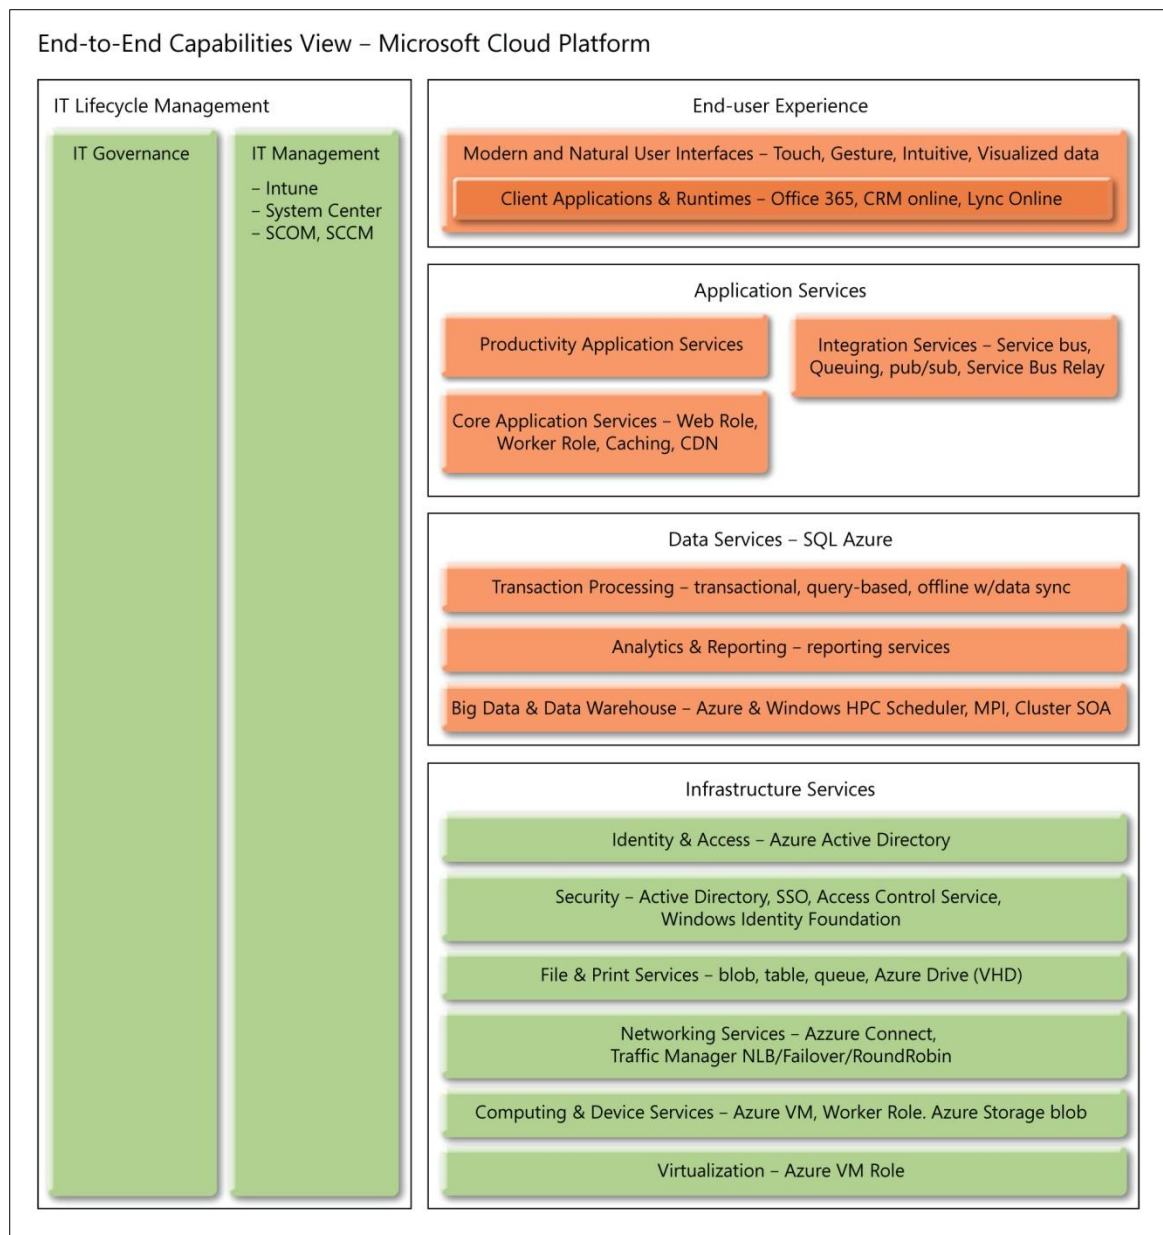 End-to-End Capabilities View – Microsoft Cloud Platform
IT Lifecycle Management
IT Governance
IT Management
– Intune
– System Center
– SCOM, SCCM
End-user Experience
Modern and Natural User Interfaces – Touch, Gesture, Intuitive, Visualized data
Client Applications & Runtimes – Office 365, CRM online, Lync Online
Application Services
Productivity Application Services
Integration Services – Service bus,
Queuing, pub/sub, Service Bus Relay
Core Application Services – Web Role,
Worker Role, Caching, CDN
Data Services – SQL Azure
Transaction Processing – transactional, query-based, offline w/data sync
Analytics & Reporting – reporting services
Big Data & Data Warehouse – Azure & Windows HPC Scheduler, MPI, Cluster SOA
Infrastructure Services
Identity & Access – Azure Active Directory
Security – Active Directory, SSO, Access Control Service,
Windows Identity Foundation
File & Print Services – blob, table, queue, Azure Drive (VHD)
Networking Services – Azzure Connect,
Traffic Manager NLB/Failover/RoundRobin
Computing & Device Services – Azure VM, Worker Role. Azure Storage blob
Virtualization – Azure VM Role